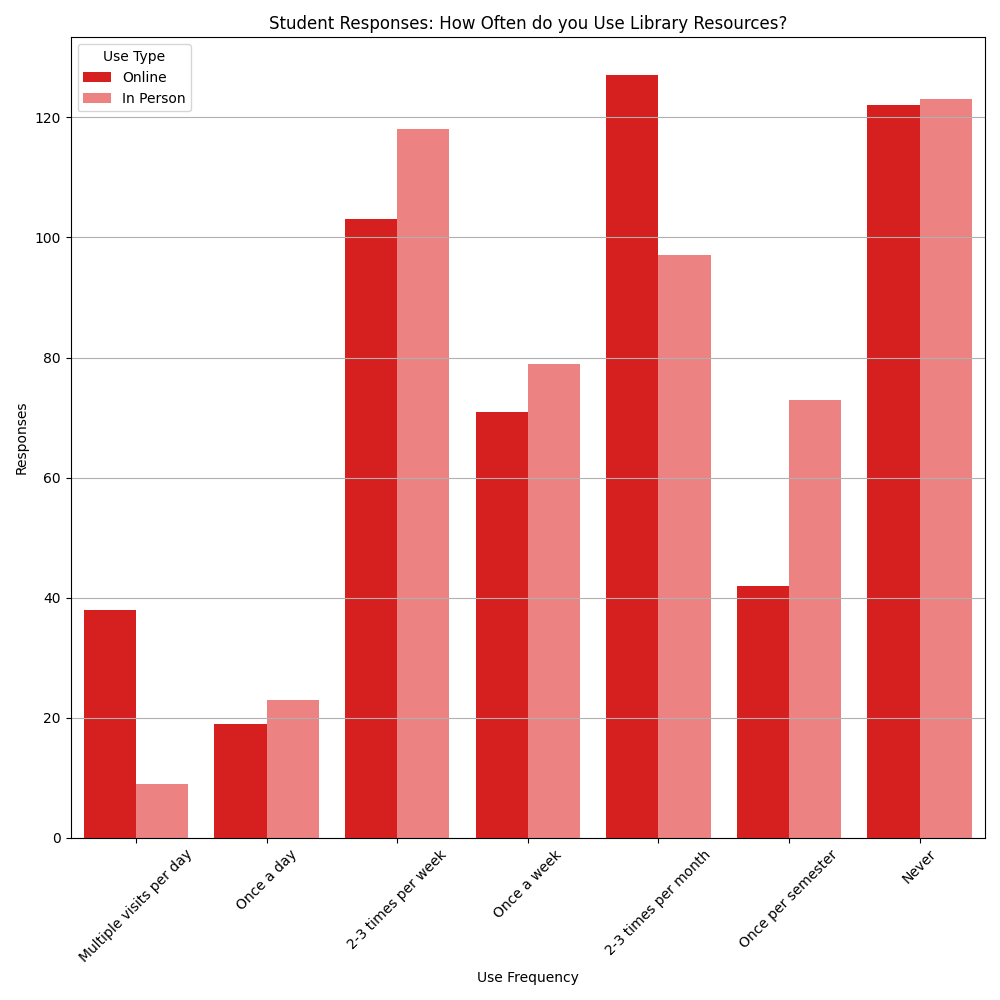 Student Responses: How Often do you Use Library Resources?
Use Type
Online
In Person
Responses
120
100
80
60
40
20
0
Multiple visits per day
Once a day
2-3 times per week
Once a week
2-3 times per month
Once per semester
Never
Use Frequency